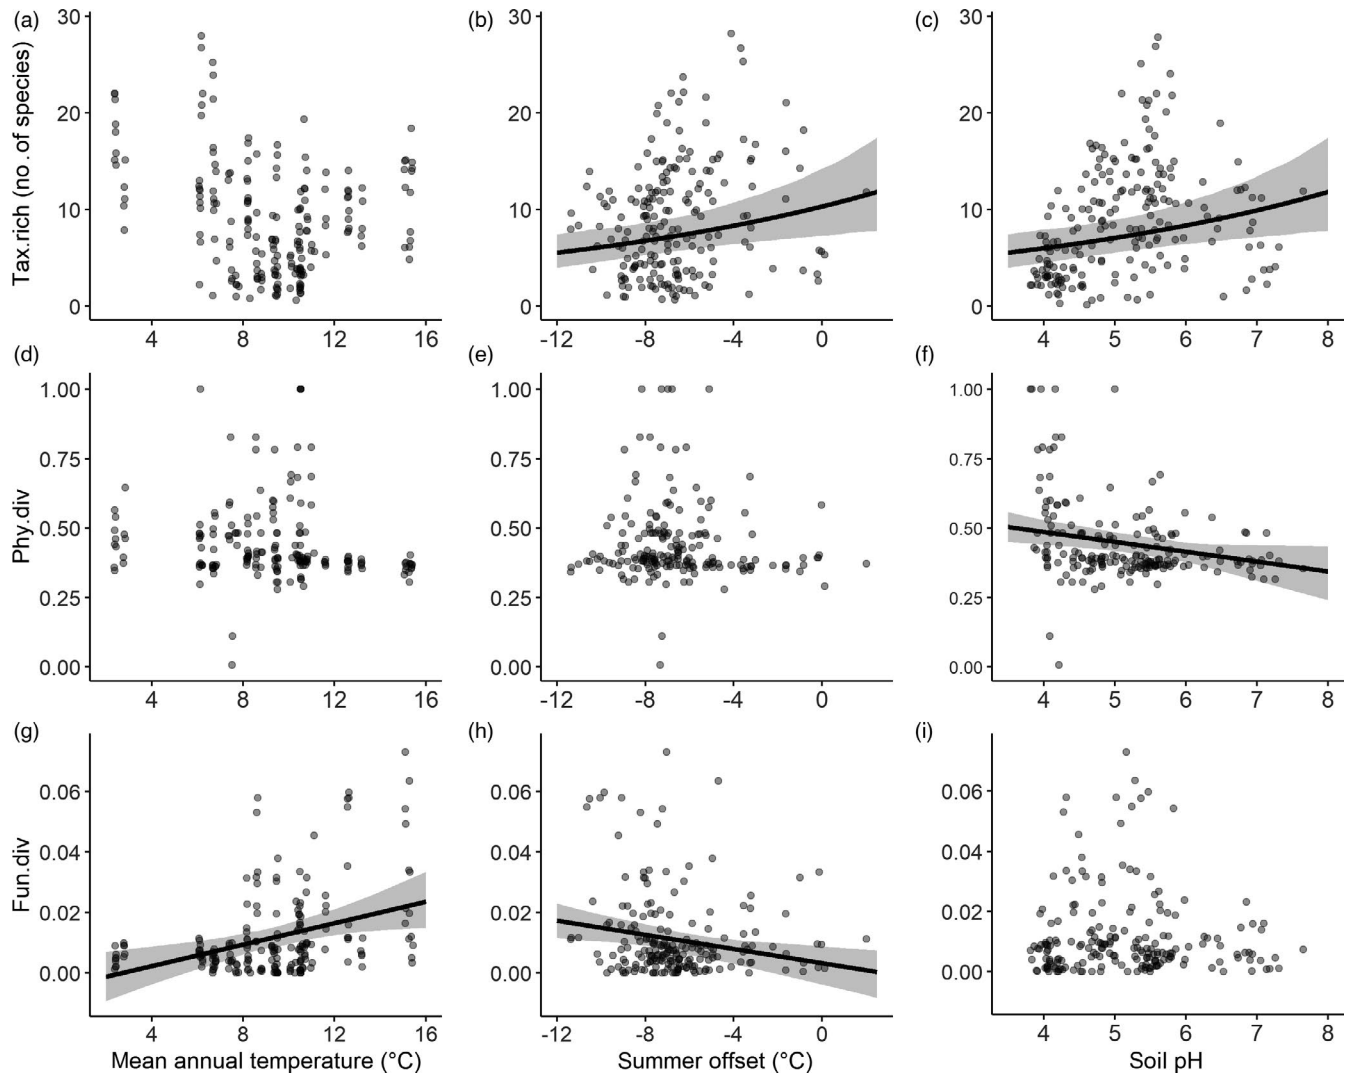 (a) (b) (c)
30 30 30
20 20 20
10 10 10
0 0 0
Tax.rich (no. of species)
4 8 12 16 -12 -8 -4 0 4 5 6 7 8
(d) (e) (f)
1.00 1.00 1.00
0.75 0.75 0.75
0.50 0.50 0.50
0.25 0.25 0.25
0.00 0.00 0.00
Phy.div
4 8 12 16 -12 -8 -4 0 4 5 6 7 8
(g) (h) (i)
0.06 0.06 0.06
0.04 0.04 0.04
0.02 0.02 0.02
0.00 0.00 0.00
Fun.div
4 8 12 16 -12 -8 -4 0 4 5 6 7 8
Mean annual temperature (°C) Summer offset (°C) Soil pH